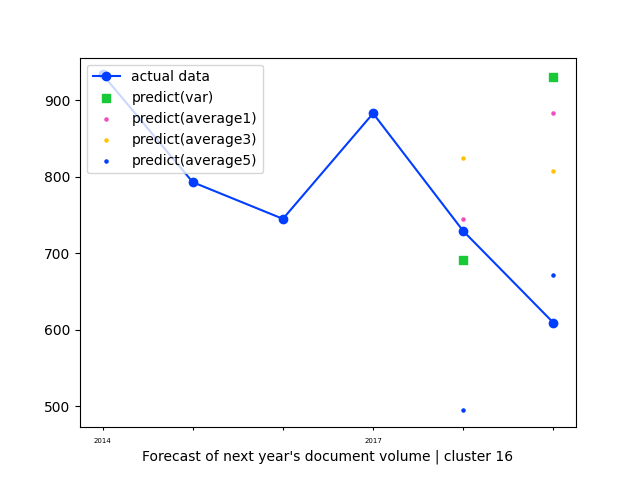 actual data
predict(var)
predict(average1)
predict(average3)
predict(average5)
900
800
700
600
500
2014
2017
Forecast of next year's document volume | cluster 16